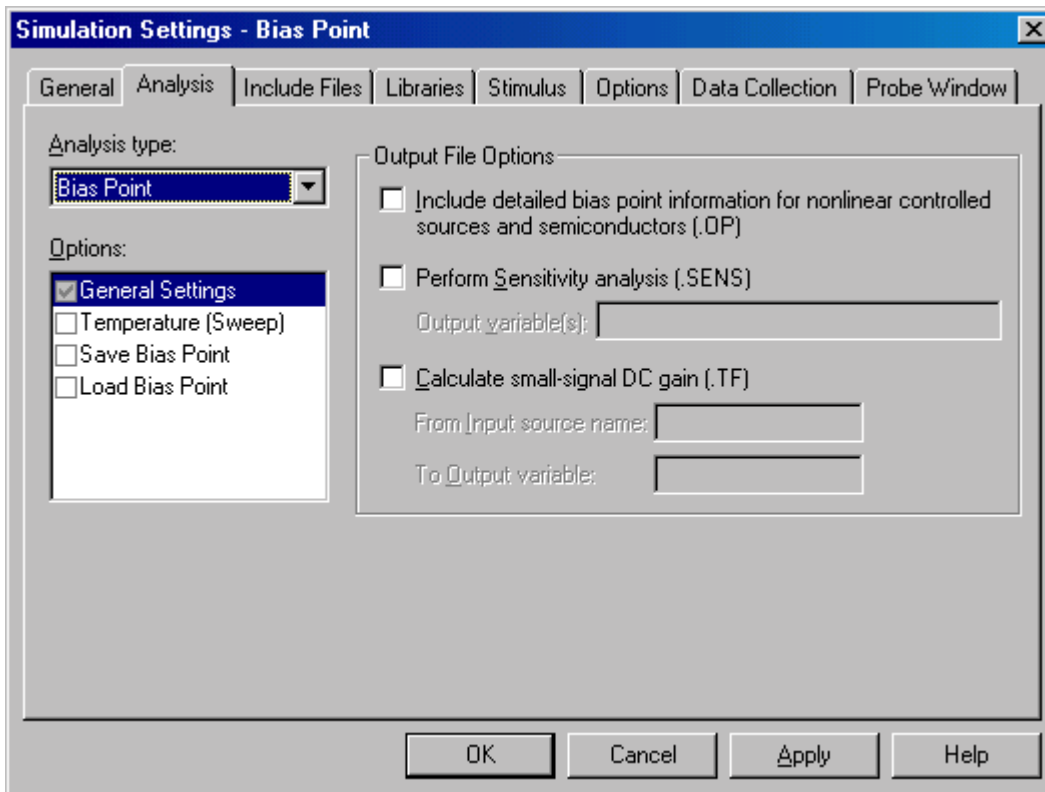 Simulation Settings - Bias Point
General Analysis Include Files Libraries Stimulus Options Data Collection Probe Window
Analysis type:
Bias Point
Options:
General Settings
Temperature (Sweep)
Save Bias Point
Load Bias Point
Output File Options
Include detailed bias point information for nonlinear controlled
sources and semiconductors (.OP)
Perform Sensitivity analysis (.SENS)
Output variable(s):
Calculate small-signal DC gain (.TF)
From Input source name:
To Output variable:
OK Cancel Apply Help